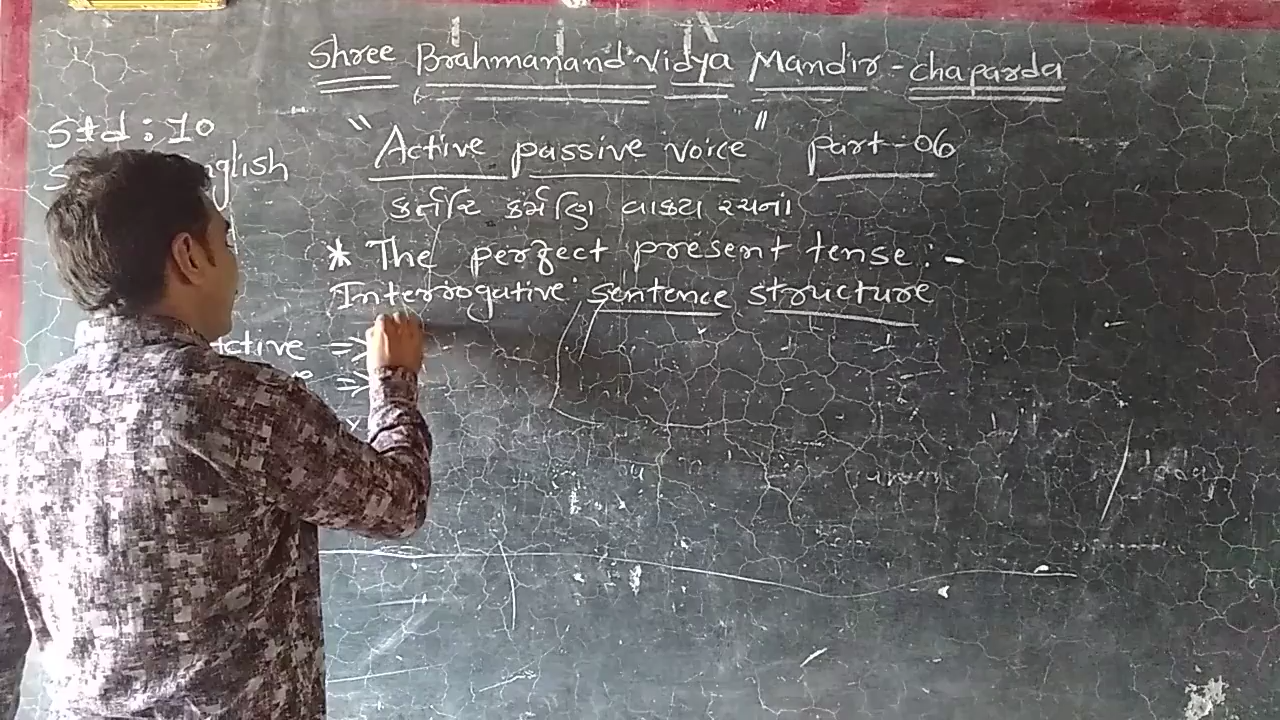 Shree Brahmanand Vidya Mandir - chaparda
Std : 10
"Active passive voice" part - 06
કર્તરિ કર્મણિ વાક્ય રચના
* The perfect present tense :-
Interrogative sentence structure
=>
=>